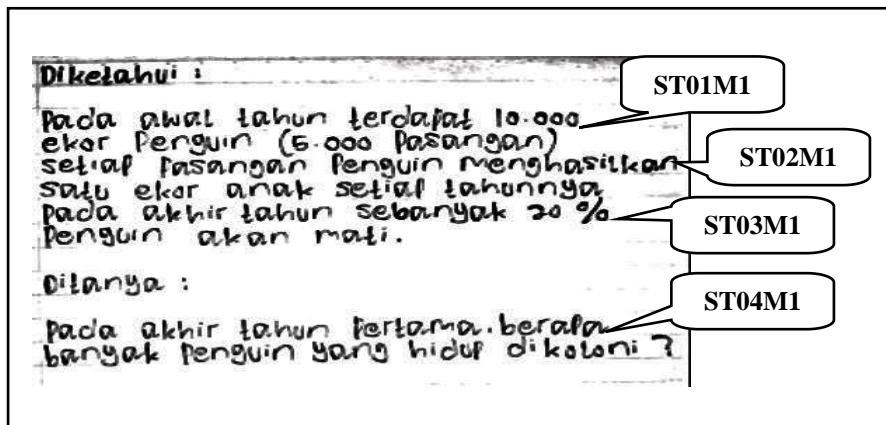 Diketahui :
ST01M1
Pada awal tahun terdapat 10.000
ekor Penguin (5.000 Pasangan)
setiap Pasangan Penguin menghasilkan
ST02M1
satu ekor anak setiap tahunnya
Pada akhir tahun sebanyak 20 %
ST03M1
Penguin akan mati.
Ditanya :
ST04M1
Pada akhir tahun Pertama. berapa
banyak Penguin yang hidup dikoloni ?